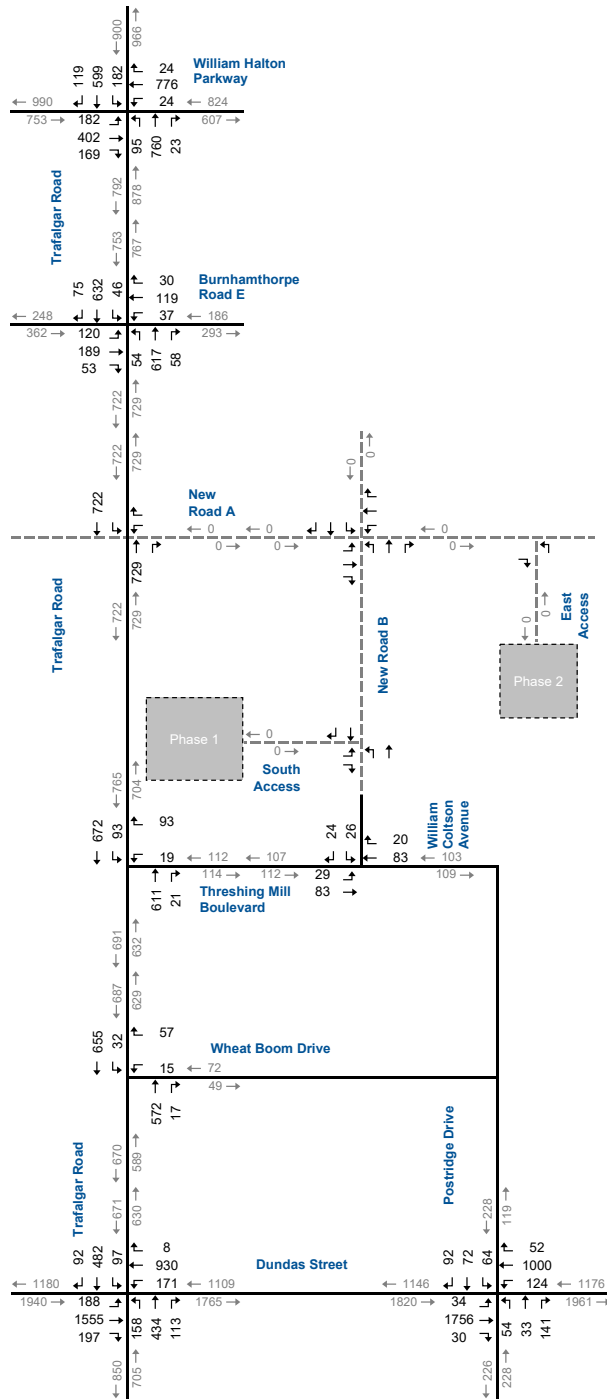 900 966
119 599 182 24 William Halton
776 Parkway
← 990 24 ← 824
753 → 182 607 →
402 95 760 23
169
792 878
Trafalgar Road
753 767
75 632 46 30 Burnhamthorpe
119 Road E
← 248 37 ← 186
362 → 120 293 →
189 54 617 58
53
722 729
722 729
722 New
Road A
← 0 ← 0 ← 0
0 → 0 → 0 →
0 0
729
722 729
Trafalgar Road
New Road B
0 0
East
Access
Phase 1
Phase 2
← 0
0 →
South
Access
765 704
672 93 93 24 26 20 William
Coltson
Avenue
19 ← 112 ← 107 83 ← 103
114 → 112 → 29 109 →
611 21 Threshing Mill 83
Boulevard
691 632
687 629
655 32 57
Wheat Boom Drive
15 ← 72
49 →
572 17
670 589
Trafalgar Road
Postridge Drive
671 630 228 119
92 482 97 8 92 72 64 52
930 Dundas Street 1000
← 1180 171 ← 1109 ← 1146 124 ← 1176
1940 → 188 1765 → 1820 → 34 1961 →
1555 158 434 113 1756 54 33 141
197 30
850 705 226 228